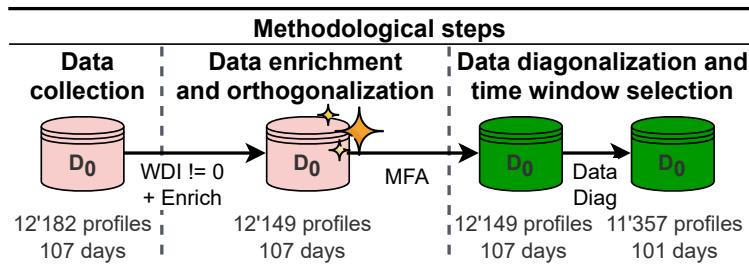 Methodological steps
Data collection
Data enrichment and orthogonalization
Data diagonalization and time window selection
D0
WDI != 0
+ Enrich
D0
MFA
D0
Data
Diag
D0
12'182 profiles
107 days
12'149 profiles
107 days
12'149 profiles
107 days
11'357 profiles
101 days